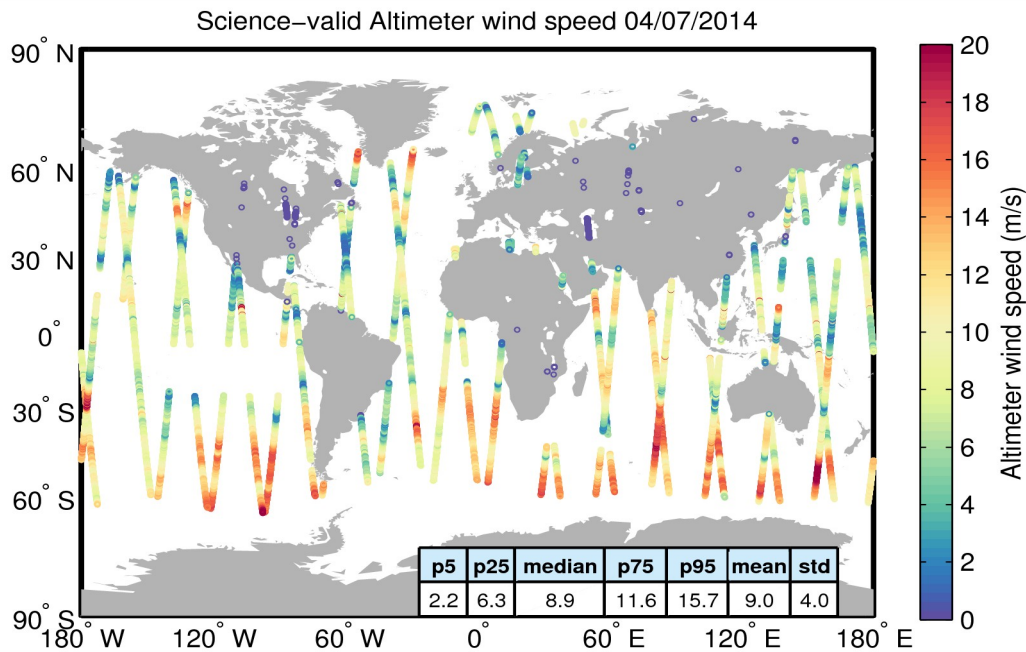 Science−valid Altimeter wind speed 04/07/2014
90° N
60° N
30° N
0°
30° S
60° S
90° S
180° W
120° W
60° W
0°
60° E
120° E
180° E
p5 p25 median p75 p95 mean std
2.2 6.3 8.9 11.6 15.7 9.0 4.0
20
18
16
14
12
10
8
6
4
2
0
Altimeter wind speed (m/s)